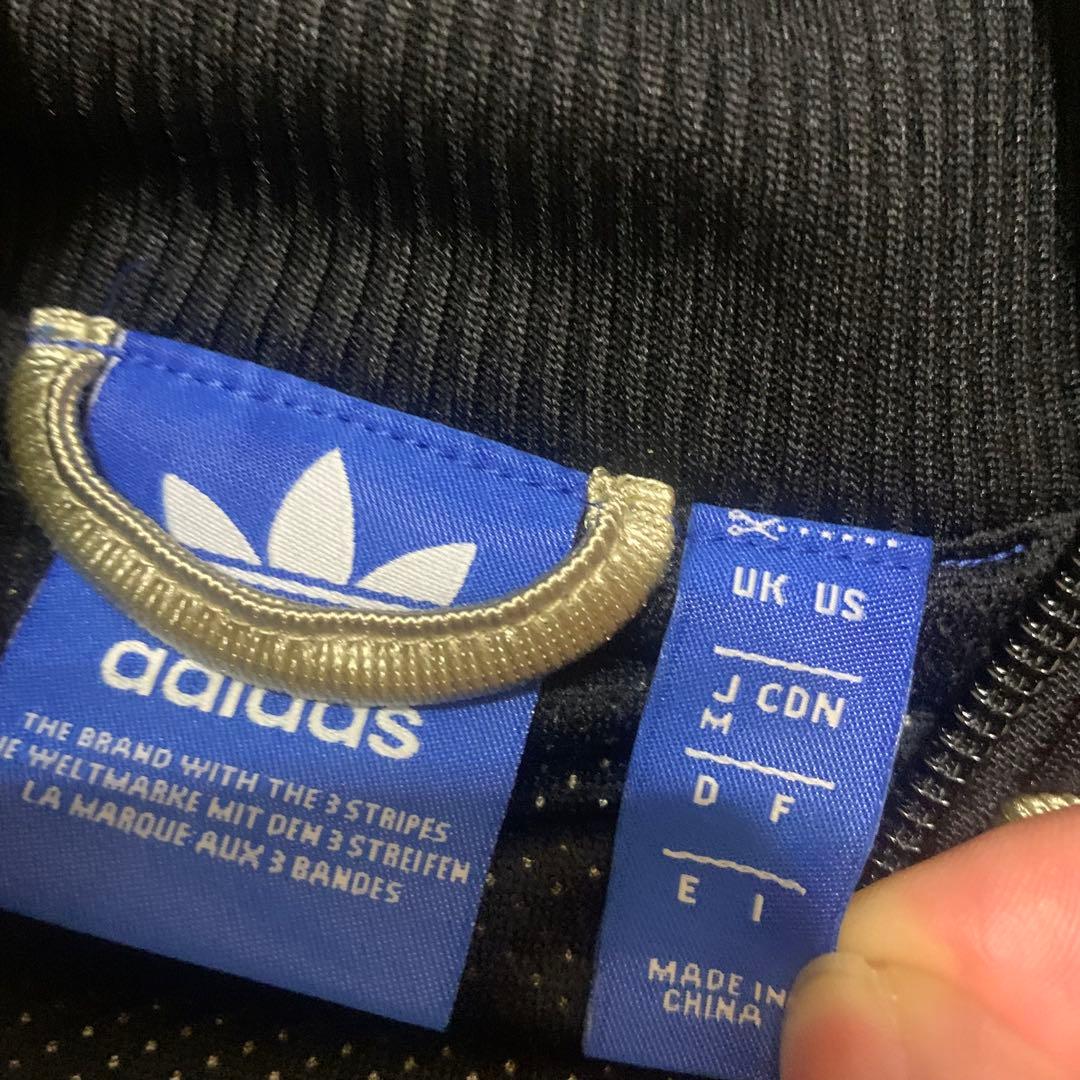 adidas
THE BRAND WITH THE 3 STRIPES
WELTMARKE MIT DEN 3 STREIFEN
LA MARQUE AUX 3 BANDES
UK US
J CDN
M
D F
E I
MADE IN
CHINA